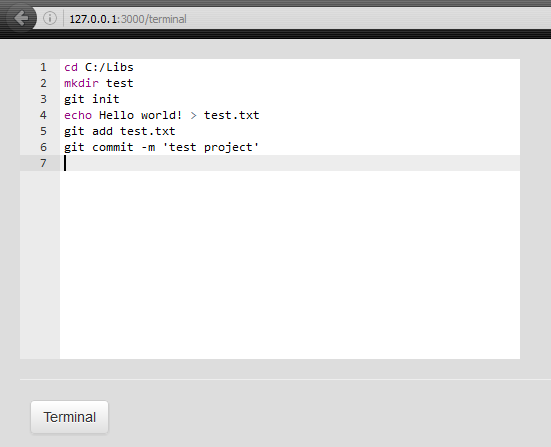 127.0.0.1:3000/terminal
1 cd C:/Libs
2 mkdir test
3 git init
4 echo Hello world! > test.txt
5 git add test.txt
6 git commit -m 'test project'
7
Terminal